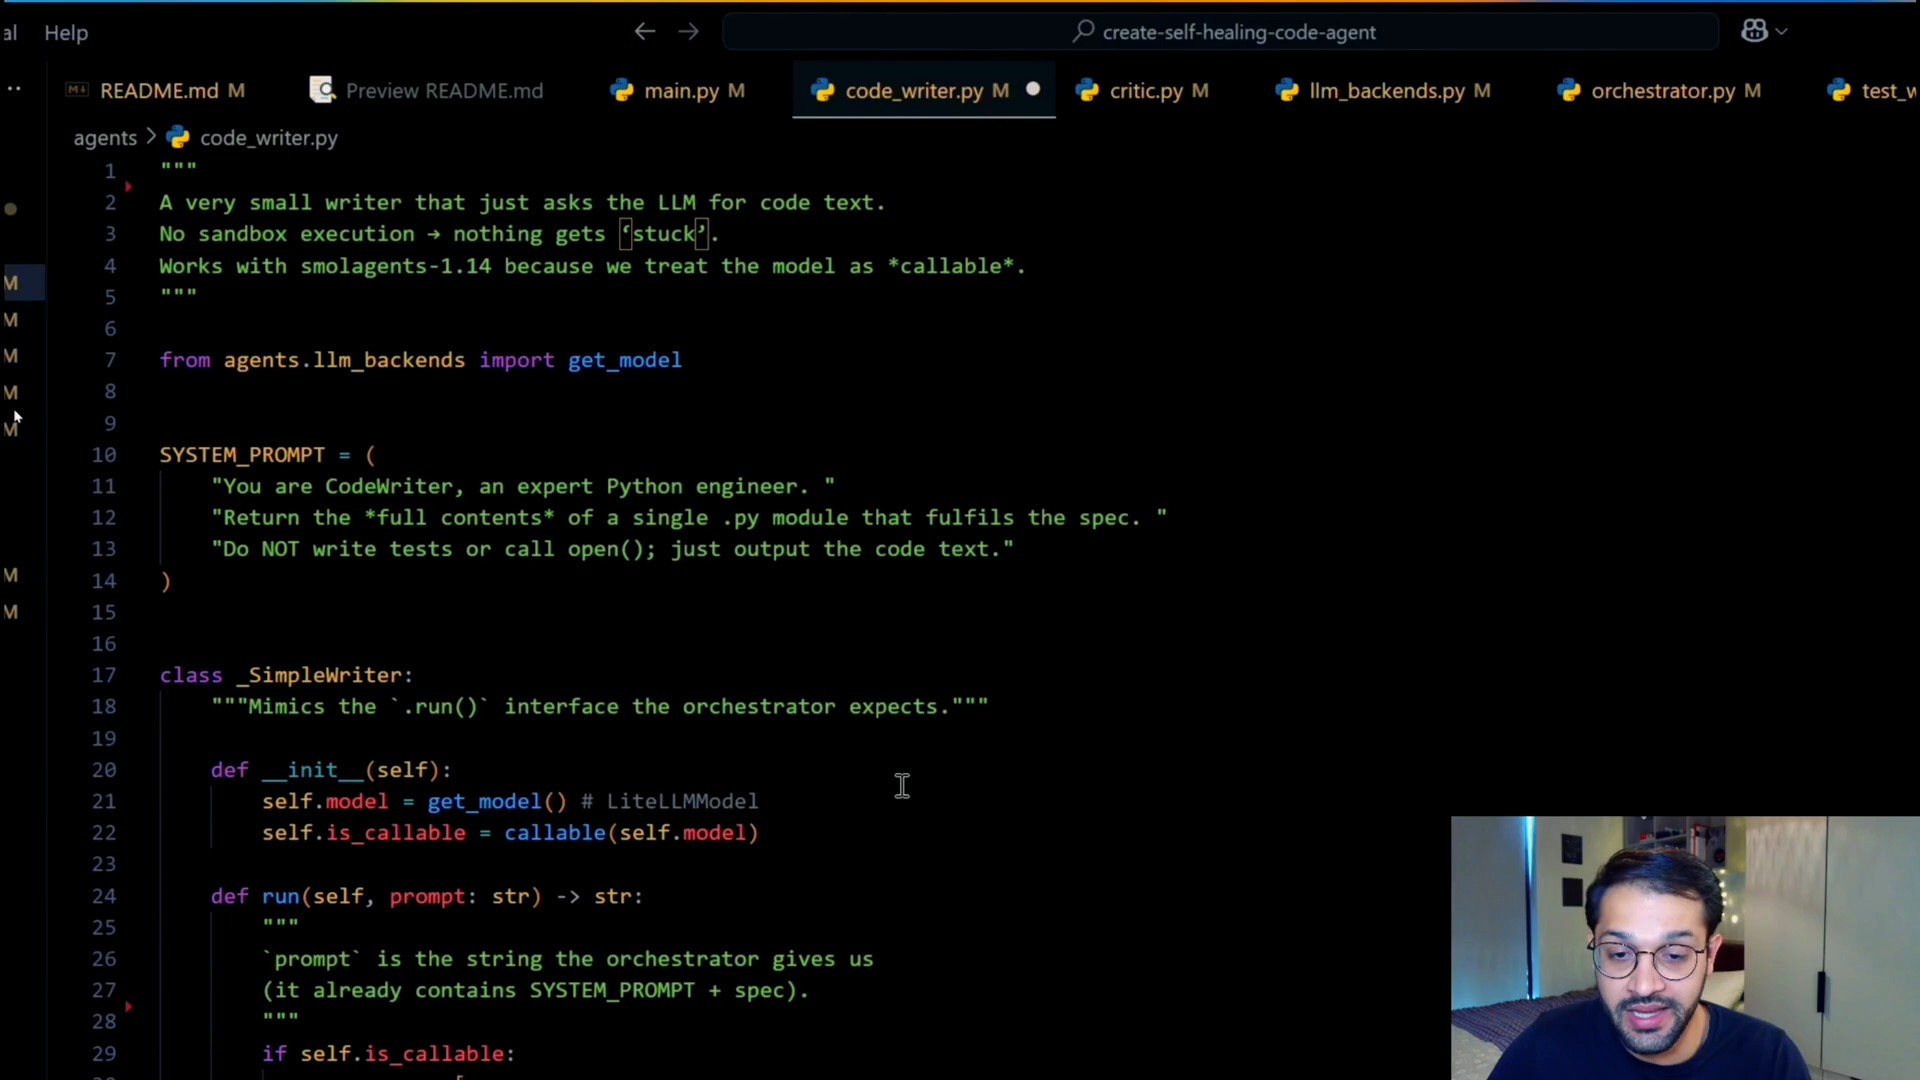 al Help
create-self-healing-code-agent
README.md M Preview README.md main.py M code_writer.py M critic.py M llm_backends.py M orchestrator.py M test_w
agents > code_writer.py
1 """
2 A very small writer that just asks the LLM for code text.
3 No sandbox execution → nothing gets ‘stuck’.
4 Works with smolagents-1.14 because we treat the model as *callable*.
5 """
6
7 from agents.llm_backends import get_model
8
9
10 SYSTEM_PROMPT = (
11 "You are CodeWriter, an expert Python engineer. "
12 "Return the *full contents* of a single .py module that fulfils the spec. "
13 "Do NOT write tests or call open(); just output the code text."
14 )
15
16
17 class _SimpleWriter:
18 """Mimics the `.run()` interface the orchestrator expects."""
19
20 def __init__(self):
21 self.model = get_model() # LiteLLMModel
22 self.is_callable = callable(self.model)
23
24 def run(self, prompt: str) -> str:
25 """
26 `prompt` is the string the orchestrator gives us
27 (it already contains SYSTEM_PROMPT + spec).
28 """
29 if self.is_callable:
M
M
M
M
M
M
M